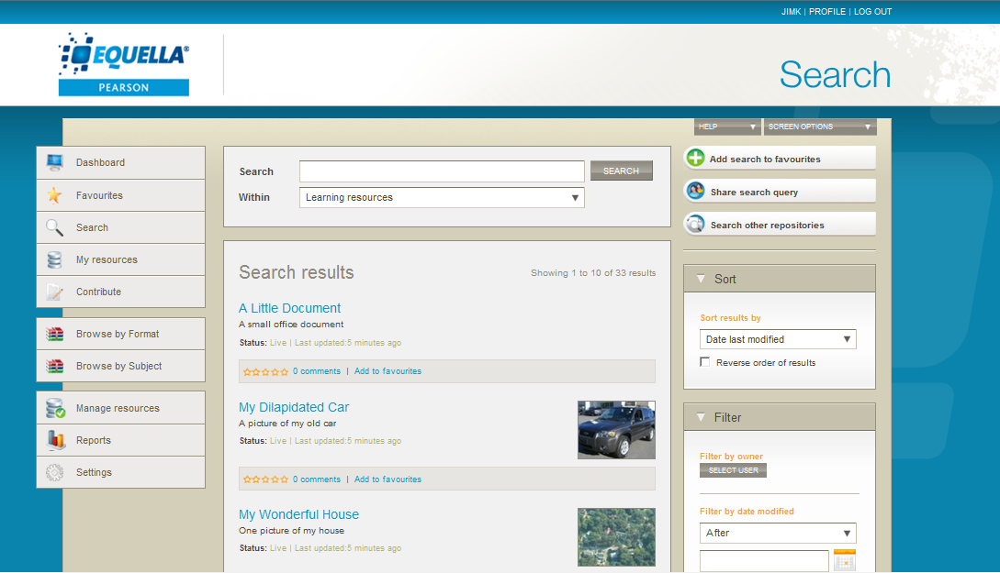 JIMK | PROFILE | LOG OUT
EQUELLA®
PEARSON
Search
HELP
SCREEN OPTIONS
Dashboard
Favourites
Search
My resources
Contribute
Browse by Format
Browse by Subject
Manage resources
Reports
Settings
Search
SEARCH
Within
Learning resources
Search results
Showing 1 to 10 of 33 results
A Little Document
A small office document
Status: Live | Last updated:5 minutes ago
0 comments | Add to favourites
My Dilapidated Car
A picture of my old car
Status: Live | Last updated:5 minutes ago
0 comments | Add to favourites
My Wonderful House
One picture of my house
Status: Live | Last updated:5 minutes ago
Add search to favourites
Share search query
Search other repositories
Sort
Sort results by
Date last modified
Reverse order of results
Filter
Filter by owner
SELECT USER
Filter by date modified
After